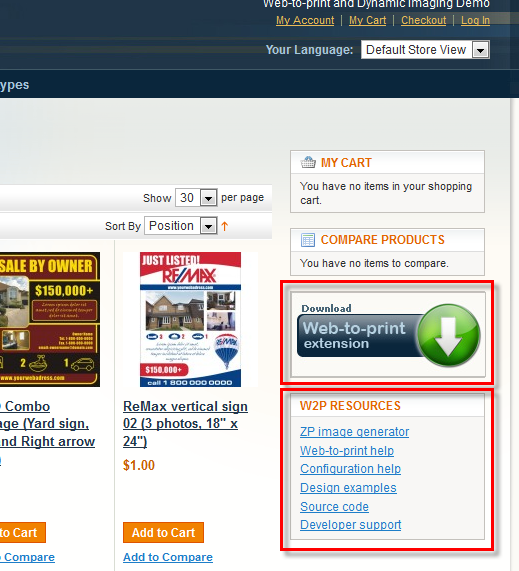 Web-to-print and Dynamic Imaging Demo
My Account | My Cart | Checkout | Log In
Your Language: Default Store View
ypes
MY CART
You have no items in your shopping
cart.
Show 30 per page
Sort By Position
COMPARE PRODUCTS
You have no items to compare.
SALE BY OWNER
$150,000+
www.yourwebadress.com
JUST LISTED!
RE/MAX
www.yourwebadress.com
$150.000+
call 1 800 000 0000
Download
Web-to-print
extension
W2P RESOURCES
ZP image generator
Web-to-print help
Configuration help
Design examples
Source code
Developer support
Combo
age (Yard sign,
nd Right arrow
)
ReMax vertical sign
02 (3 photos, 18" x
24")
$1.00
to Cart
Add to Cart
o Compare
Add to Compare